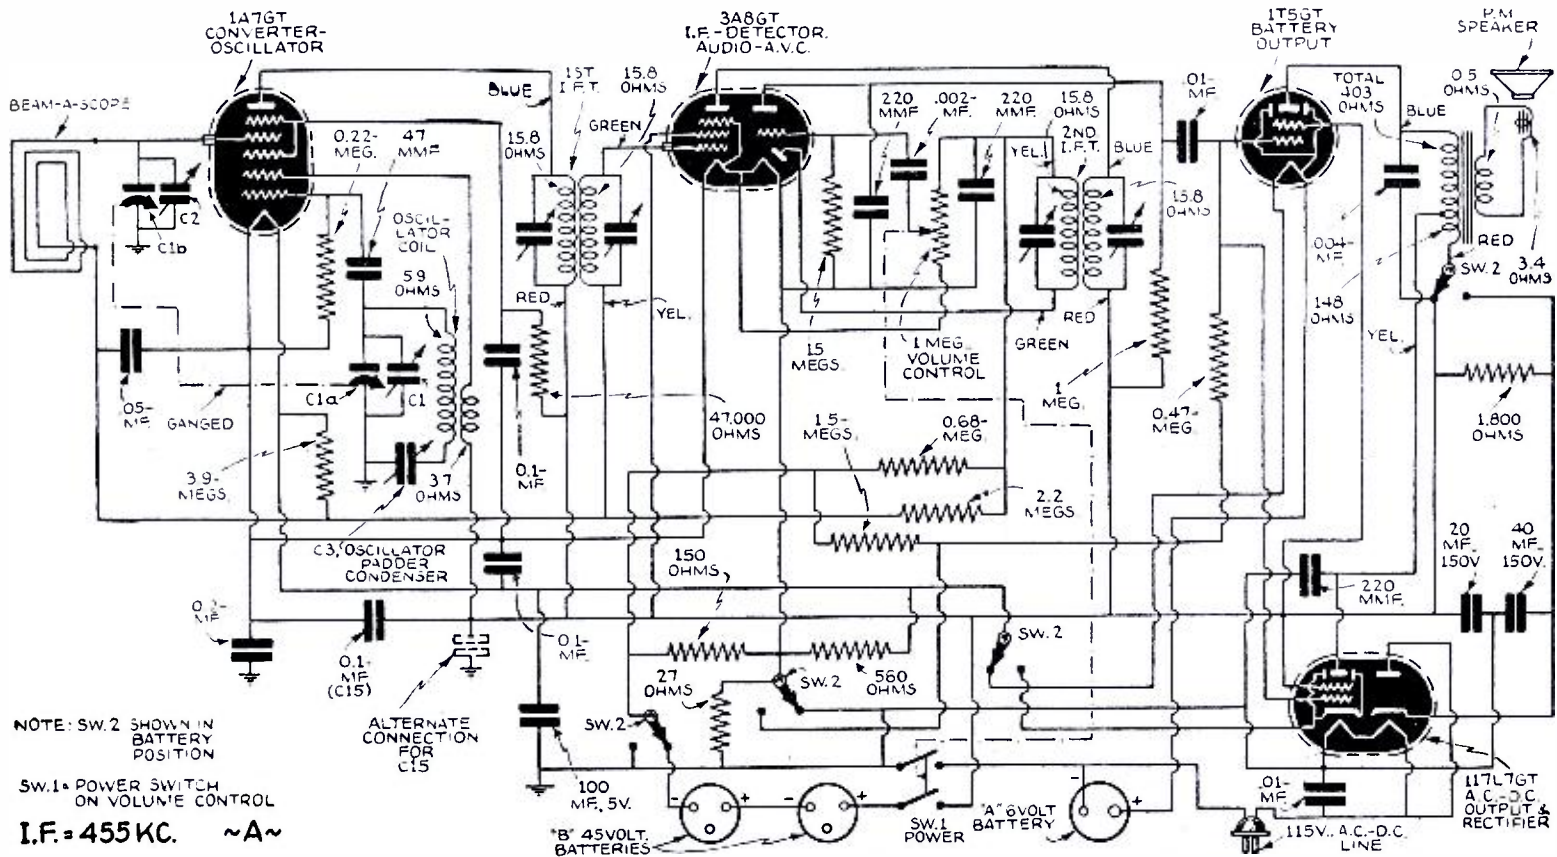 1A7GT
CONVERTER-
OSCILLATOR
3A8GT
I.F.-DETECTOR.
AUDIO-A.V.C.
1T5GT
BATTERY
OUTPUT
P.M.
SPEAKER
BEAM-A-SCOPE
BLUE
1ST
I.F.T.
15.8
OHMS
TOTAL
403
OHMS
BLUE
0.5
OHMS
0.22-
MEG.
47
MMF
15.8
OHMS
GREEN
220
MMF
.002-
MF.
220
MMF.
15.8
OHMS
YEL.
2ND
I.F.T.
BLUE
.01-
MF
15.8
OHMS
C2
C1b
OSCIL-
LATOR
COIL
5.9
OHMS
RED
YEL.
15
MEGS.
1 MEG.
VOLUME
CONTROL
RED
GREEN
1
MEG.
.004-
MF.
148
OHMS
YEL.
RED
SW.2
3.4
OHMS
.05-
MF.
GANGED
C1a
C1
47,000
OHMS
1.5-
MEGS.
0.68-
MEG.
0.47-
MEG.
1,800
OHMS
3.9-
MEGS.
3.7
OHMS
0.1-
MF
2.2
MEGS
C3, OSCILLATOR
PADDER
CONDENSER
150
OHMS
20
MF.
150V.
40
MF.
150V.
220
MMF.
MF.
0.1-
MF
(C15)
0.1-
MF.
SW.2
27
OHMS
SW.2
560
OHMS
SW.2
NOTE: SW.2 SHOWN IN
BATTERY
POSITION
ALTERNATE
CONNECTION
FOR
C15
SW.1= POWER SWITCH
ON VOLUME CONTROL
100
MF, 5V.
- + - +
- +
.01-
MF
117L7GT
A.C.-D.C.
OUTPUT &
RECTIFIER
I.F.=455KC. ~A~
"B" 45VOLT.
BATTERIES
SW.1
POWER
"A" 6VOLT
BATTERY
115V. A.C.-D.C.
LINE